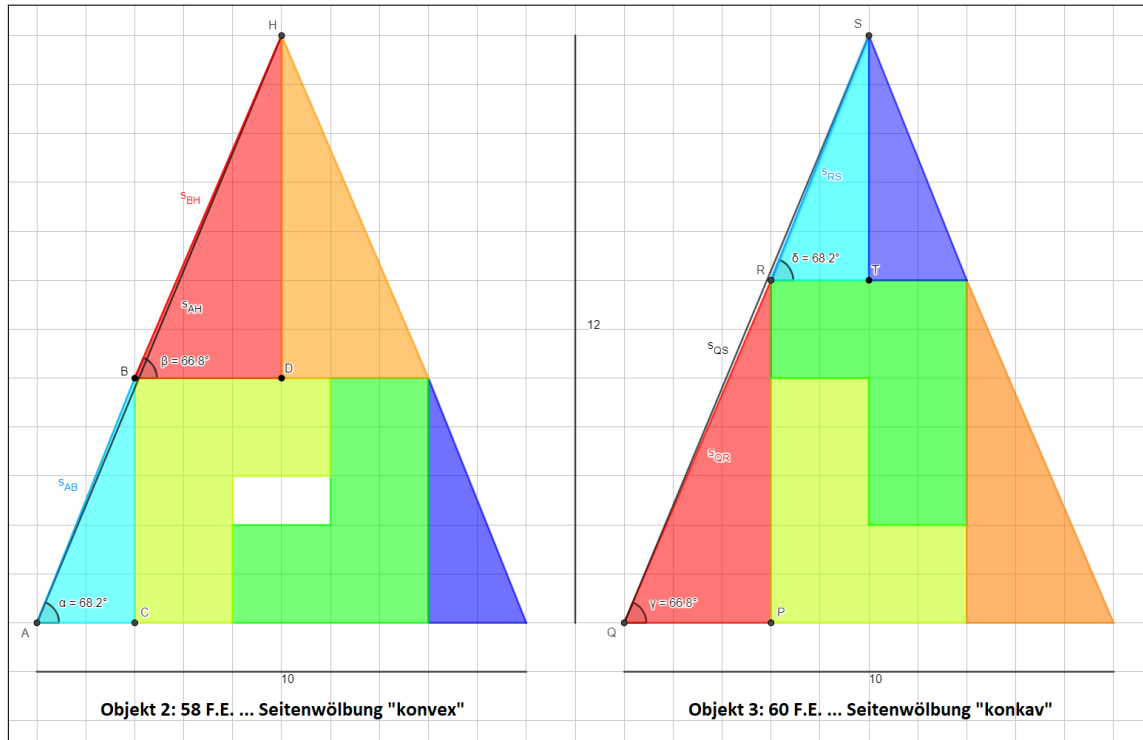 H
S
s_BH
s_RS
R
δ = 68.2°
T
s_AH
12
s_QS
B
β = 66.8°
D
s_QR
s_AB
α = 68.2°
C
γ = 66.8°
P
A
Q
10
10
Objekt 2: 58 F.E. ... Seitenwölbung "konvex"
Objekt 3: 60 F.E. ... Seitenwölbung "konkav"